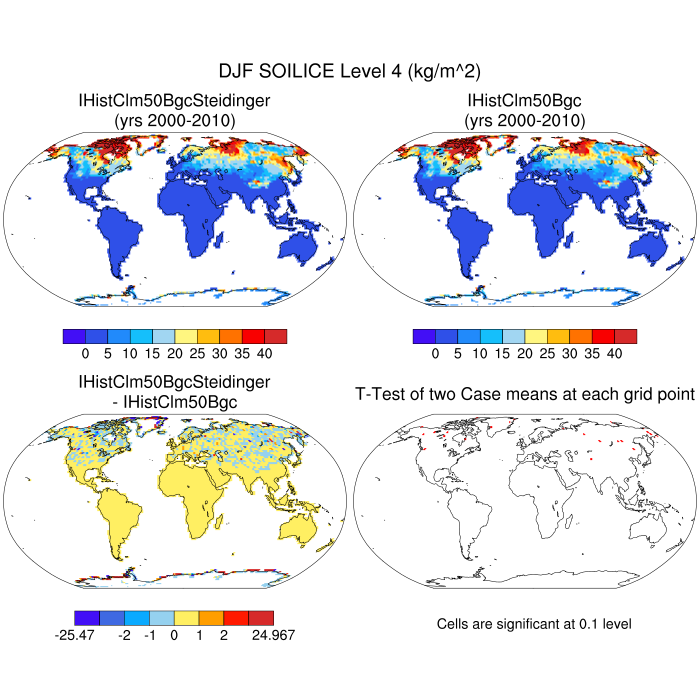 DJF SOILICE Level 4 (kg/m^2)
IHistClm50BgcSteidinger
(yrs 2000-2010)
IHistClm50Bgc
(yrs 2000-2010)
0 5 10 15 20 25 30 35 40
0 5 10 15 20 25 30 35 40
IHistClm50BgcSteidinger
- IHistClm50Bgc
T-Test of two Case means at each grid point
-25.47 -2 -1 0 1 2 24.967
Cells are significant at 0.1 level